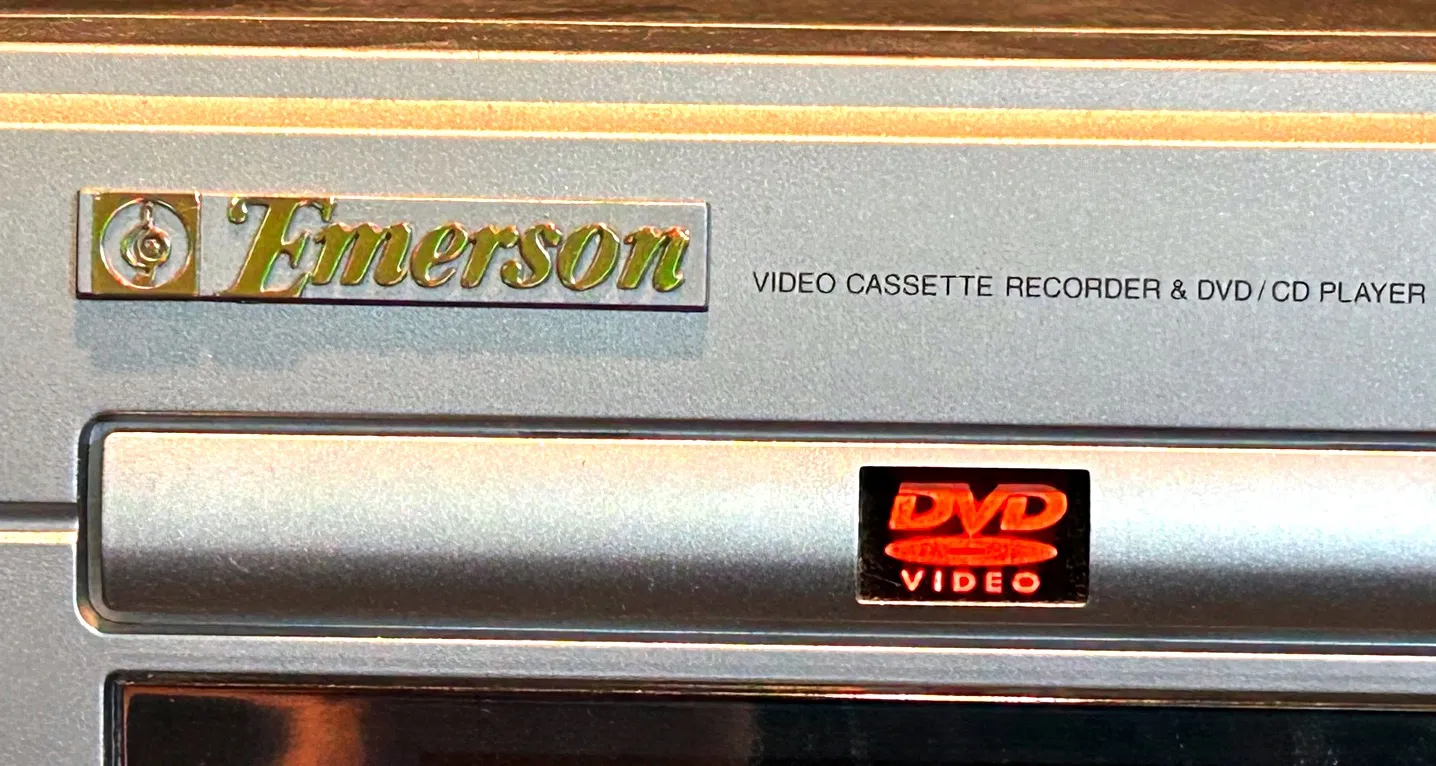 Emerson
VIDEO CASSETTE RECORDER & DVD/CD PLAYER
DVD
VIDEO